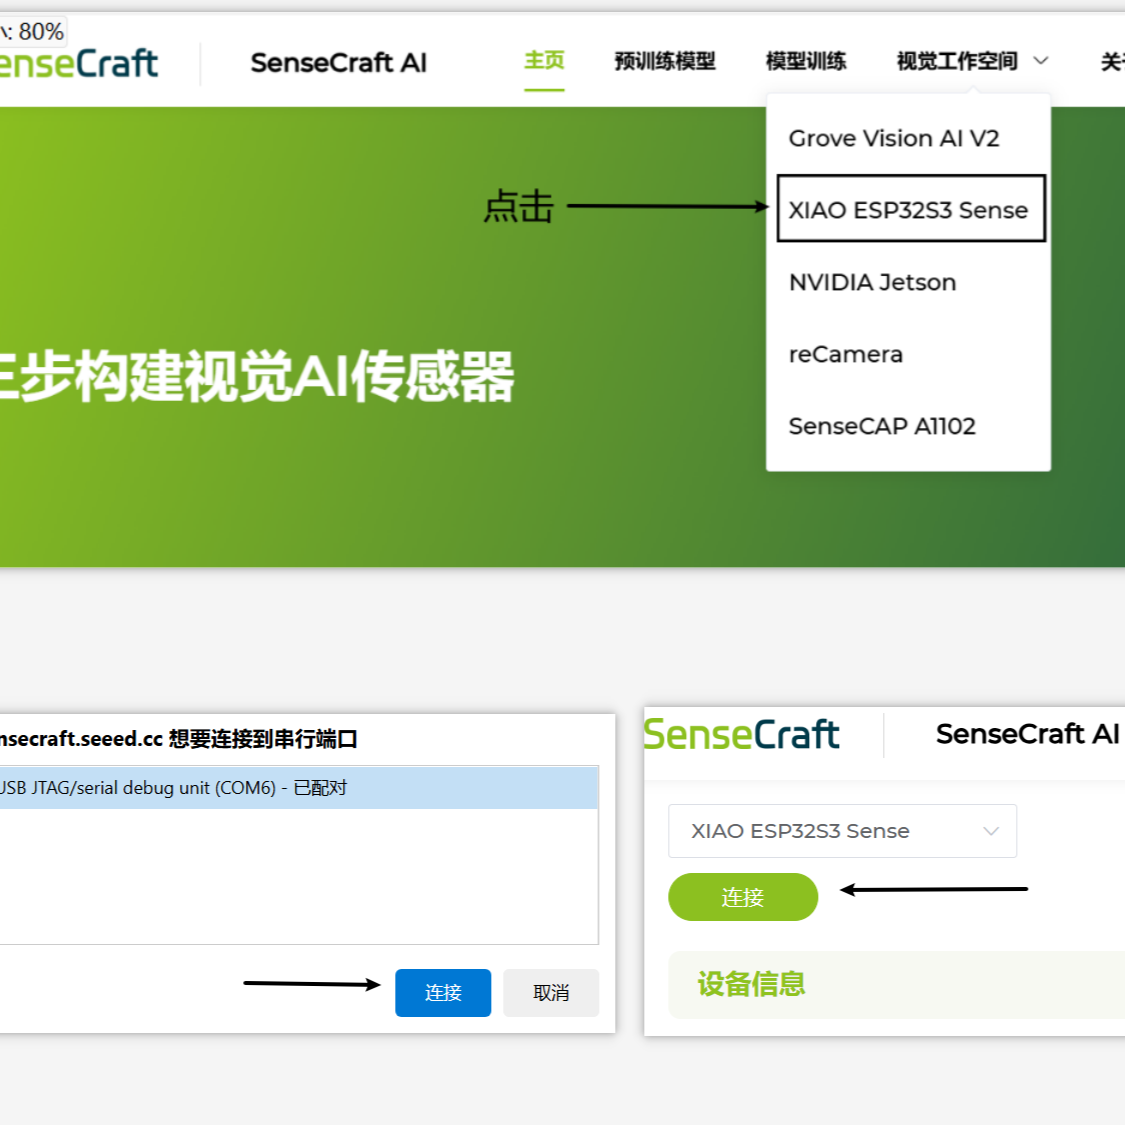 : 80%
enseCraft
SenseCraft AI
主页
预训练模型
模型训练
视觉工作空间
Grove Vision AI V2
点击
XIAO ESP32S3 Sense
NVIDIA Jetson
reCamera
SenseCAP A1102
步构建视觉AI传感器
nsecraft.seeed.cc 想要连接到串行端口
USB JTAG/serial debug unit (COM6) - 已配对
连接
取消
SenseCraft
SenseCraft AI
XIAO ESP32S3 Sense
连接
设备信息